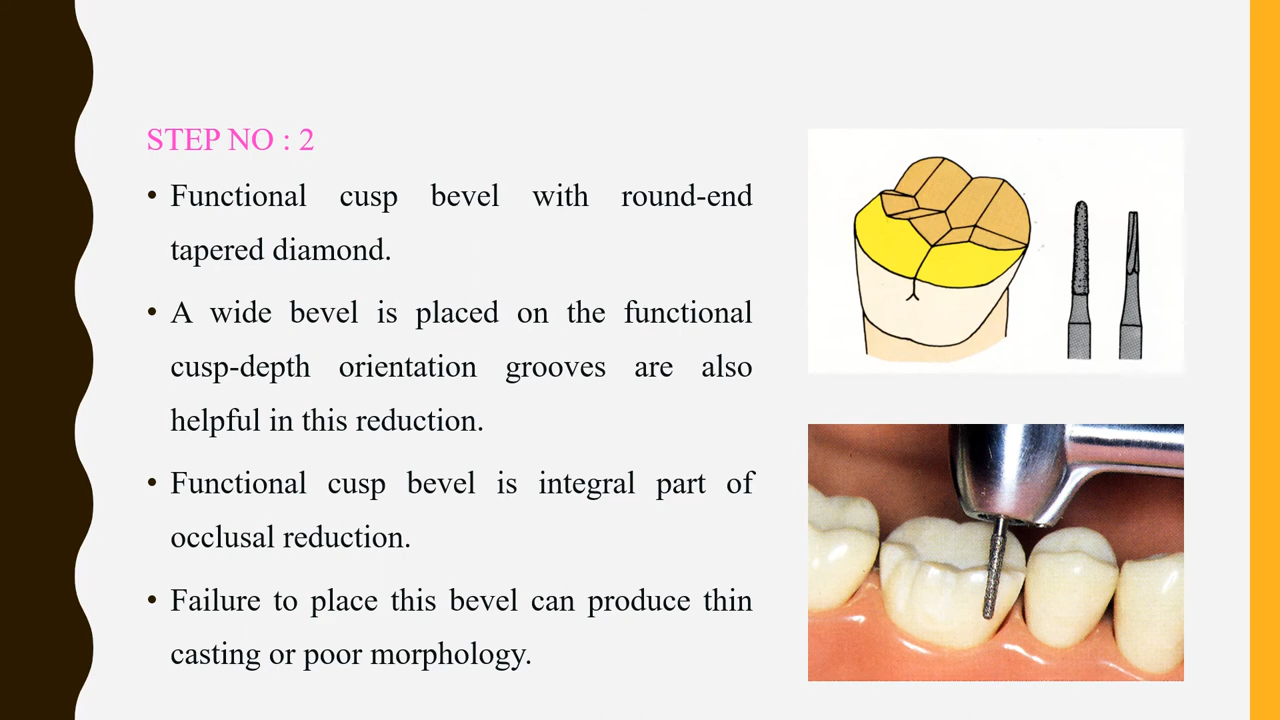 STEP NO : 2
• Functional cusp bevel with round-end
tapered diamond.
• A wide bevel is placed on the functional
cusp-depth orientation grooves are also
helpful in this reduction.
• Functional cusp bevel is integral part of
occlusal reduction.
• Failure to place this bevel can produce thin
casting or poor morphology.